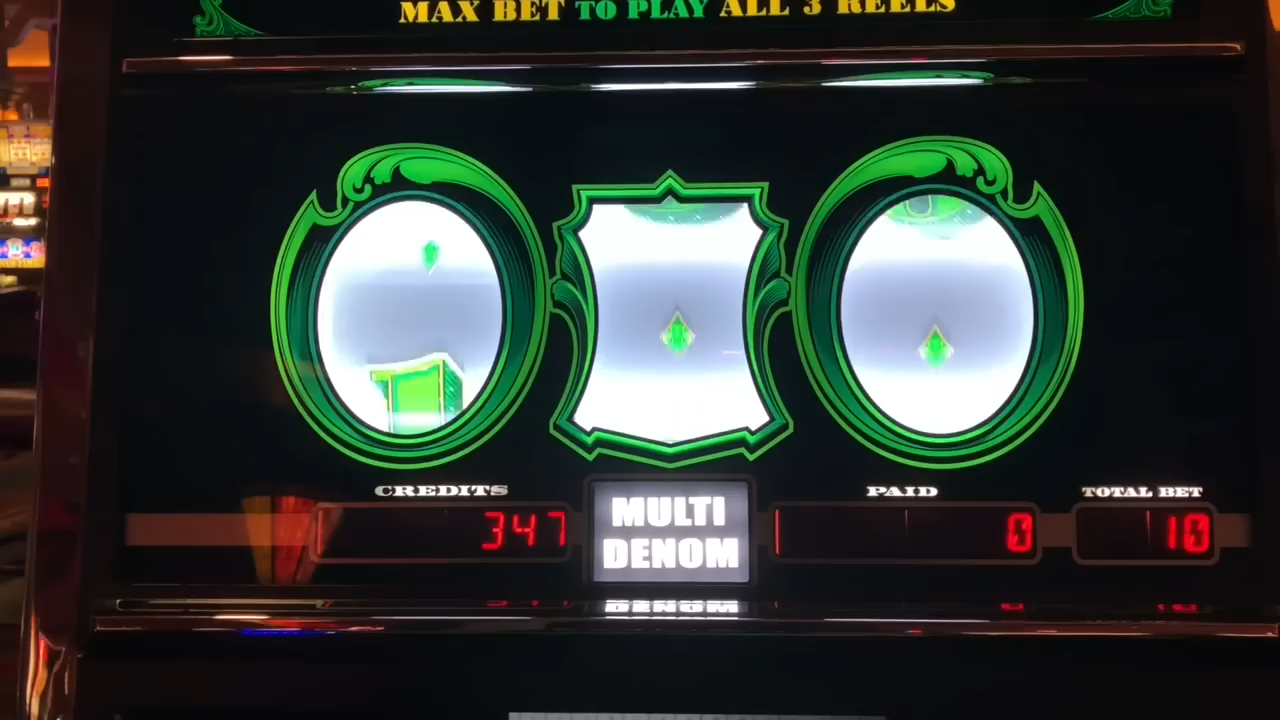 MAX BET TO PLAY ALL 3 REELS
CREDITS
PAID
TOTAL BET
347
MULTI
DENOM
0
10